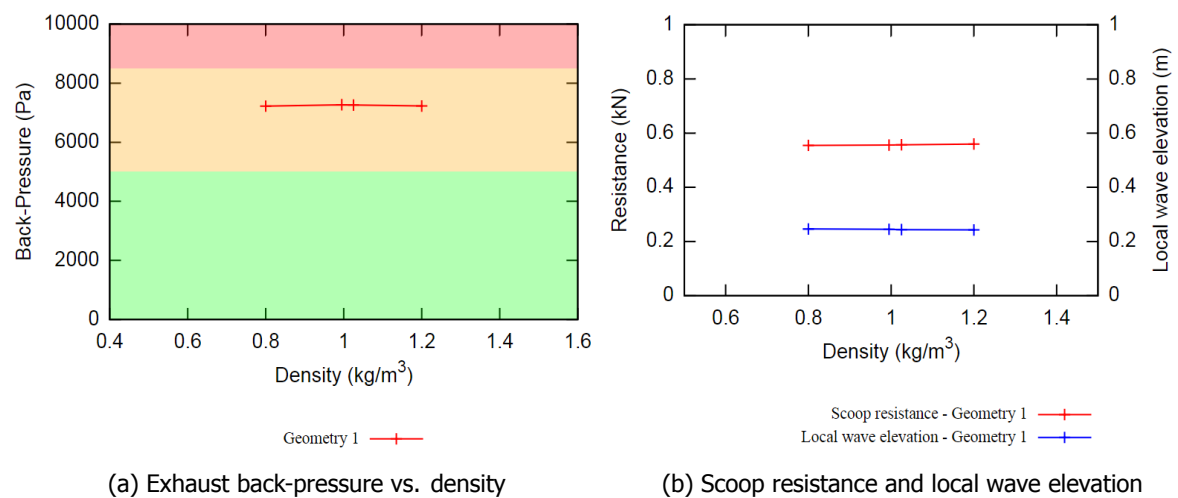 10000
8000
6000
4000
2000
0
Back-Pressure (Pa)
0.4 0.6 0.8 1 1.2 1.4 1.6
Density (kg/m³)
Geometry 1
(a) Exhaust back-pressure vs. density
1
0.8
0.6
0.4
0.2
0
Resistance (kN)
1
0.8
0.6
0.4
0.2
0
Local wave elevation (m)
0.6 0.8 1 1.2 1.4
Density (kg/m³)
Scoop resistance - Geometry 1
Local wave elevation - Geometry 1
(b) Scoop resistance and local wave elevation